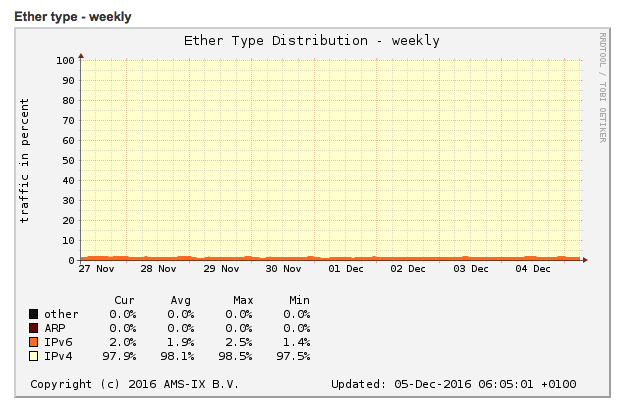 Ether type - weekly
Ether Type Distribution - weekly
RRDTOOL / TOBI OETIKER
traffic in percent
100
90
80
70
60
50
40
30
20
10
0
27 Nov 28 Nov 29 Nov 30 Nov 01 Dec 02 Dec 03 Dec 04 Dec
Cur Avg Max Min
other 0.0% 0.0% 0.0% 0.0%
ARP 0.0% 0.0% 0.0% 0.0%
IPv6 2.0% 1.9% 2.5% 1.4%
IPv4 97.9% 98.1% 98.5% 97.5%
Copyright (c) 2016 AMS-IX B.V. Updated: 05-Dec-2016 06:05:01 +0100